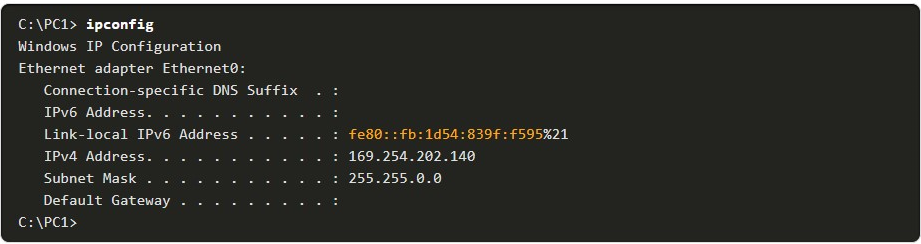 C:\PC1> ipconfig
Windows IP Configuration
Ethernet adapter Ethernet0:
Connection-specific DNS Suffix  . :
IPv6 Address. . . . . . . . . . . :
Link-local IPv6 Address . . . . . : fe80::fb:1d54:839f:f595%21
IPv4 Address. . . . . . . . . . . : 169.254.202.140
Subnet Mask . . . . . . . . . . . : 255.255.0.0
Default Gateway . . . . . . . . . :
C:\PC1>